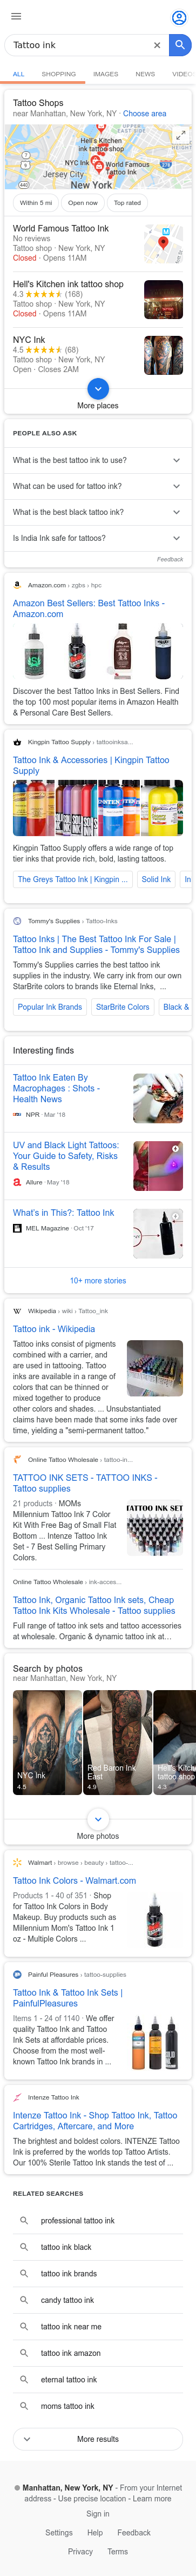 Tattoo ink
ALL SHOPPING IMAGES NEWS
Tattoo Shops
near Manhattan, New York, NY · Choose area
Hell's Kitchen
ink tattoo shop
NYC Ink
World Famous
Tattoo Ink
Jersey City
New York
Within 5 mi Open now Top rated
World Famous Tattoo Ink
No reviews
Tattoo shop · New York, NY
Closed · Opens 11AM
Hell's Kitchen ink tattoo shop
4.3 (168)
Tattoo shop · New York, NY
Closed · Opens 11AM
NYC Ink
4.5 (68)
Tattoo shop · New York, NY
Open · Closes 2AM
More places
PEOPLE ALSO ASK
What is the best tattoo ink to use?
What can be used for tattoo ink?
What is the best black tattoo ink?
Is India Ink safe for tattoos?
Feedback
Amazon.com › zgbs › hpc
Amazon Best Sellers: Best Tattoo Inks -
Amazon.com
Discover the best Tattoo Inks in Best Sellers. Find
the top 100 most popular items in Amazon Health
& Personal Care Best Sellers.
Kingpin Tattoo Supply › tattooinksa...
Tattoo Ink & Accessories | Kingpin Tattoo
Supply
Kingpin Tattoo Supply offers a wide range of top
tier inks that provide rich, bold, lasting tattoos.
The Greys Tattoo Ink | Kingpin ... Solid Ink In
Tommy's Supplies › Tattoo-Inks
Tattoo Inks | The Best Tattoo Ink For Sale |
Tattoo Ink and Supplies - Tommy's Supplies
Tommy's Supplies carries the best tattoo ink
supplies in the industry. We carry ink from our own
StarBrite colors to brands like Eternal Ink, ...
Popular Ink Brands StarBrite Colors Black &
Interesting finds
Tattoo Ink Eaten By
Macrophages : Shots -
Health News
NPR · Mar '18
UV and Black Light Tattoos:
Your Guide to Safety, Risks
& Results
Allure · May '18
What's in This?: Tattoo Ink
MEL Magazine · Oct '17
10+ more stories
Wikipedia › wiki › Tattoo_ink
Tattoo ink - Wikipedia
Tattoo inks consist of pigments
combined with a carrier, and
are used in tattooing. Tattoo
inks are available in a range of
colors that can be thinned or
mixed together to produce
other colors and shades. ... Unsubstantiated
claims have been made that some inks fade over
time, yielding a "semi-permanent tattoo."
Online Tattoo Wholesale › tattoo-in...
TATTOO INK SETS - TATTOO INKS -
Tattoo supplies
21 products · MOMs
Millennium Tattoo Ink 7 Color
Kit With Free Bag of Small Flat
Bottom ... Intenze Tattoo Ink
Set - 7 Best Selling Primary
Colors.
TATTOO INK SET
Online Tattoo Wholesale › ink-acces...
Tattoo Ink, Organic Tattoo Ink sets, Cheap
Tattoo Ink Kits Wholesale - Tattoo supplies
Full range of tattoo ink sets and tattoo accessories
at wholesale. Organic & dynamic tattoo ink at...
Search by photos
near Manhattan, New York, NY
NYC Ink
4.5
Red Baron Ink
East
4.9
Hell's Kitchen
tattoo shop
4.3
More photos
Walmart › browse › beauty › tattoo-...
Tattoo Ink Colors - Walmart.com
Products 1 - 40 of 351 · Shop
for Tattoo Ink Colors in Body
Makeup. Buy products such as
Millennium Mom's Tattoo Ink 1
oz - Multiple Colors ...
Painful Pleasures › tattoo-supplies
Tattoo Ink & Tattoo Ink Sets |
PainfulPleasures
Items 1 - 24 of 1140 · We offer
quality Tattoo Ink and Tattoo
Ink Sets at affordable prices.
Choose from the most well-
known Tattoo Ink brands in ...
Intenze Tattoo Ink
Intenze Tattoo Ink - Shop Tattoo Ink, Tattoo
Cartridges, Aftercare, and More
The brightest and boldest colors. INTENZE Tattoo
Ink is preferred by the worlds top Tattoo Artists.
Our 100% Sterile Tattoo Ink stands the test of ...
RELATED SEARCHES
professional tattoo ink
tattoo ink black
tattoo ink brands
candy tattoo ink
tattoo ink near me
tattoo ink amazon
eternal tattoo ink
moms tattoo ink
More results
Manhattan, New York, NY - From your Internet
address - Use precise location - Learn more
Sign in
Settings Help Feedback
Privacy Terms